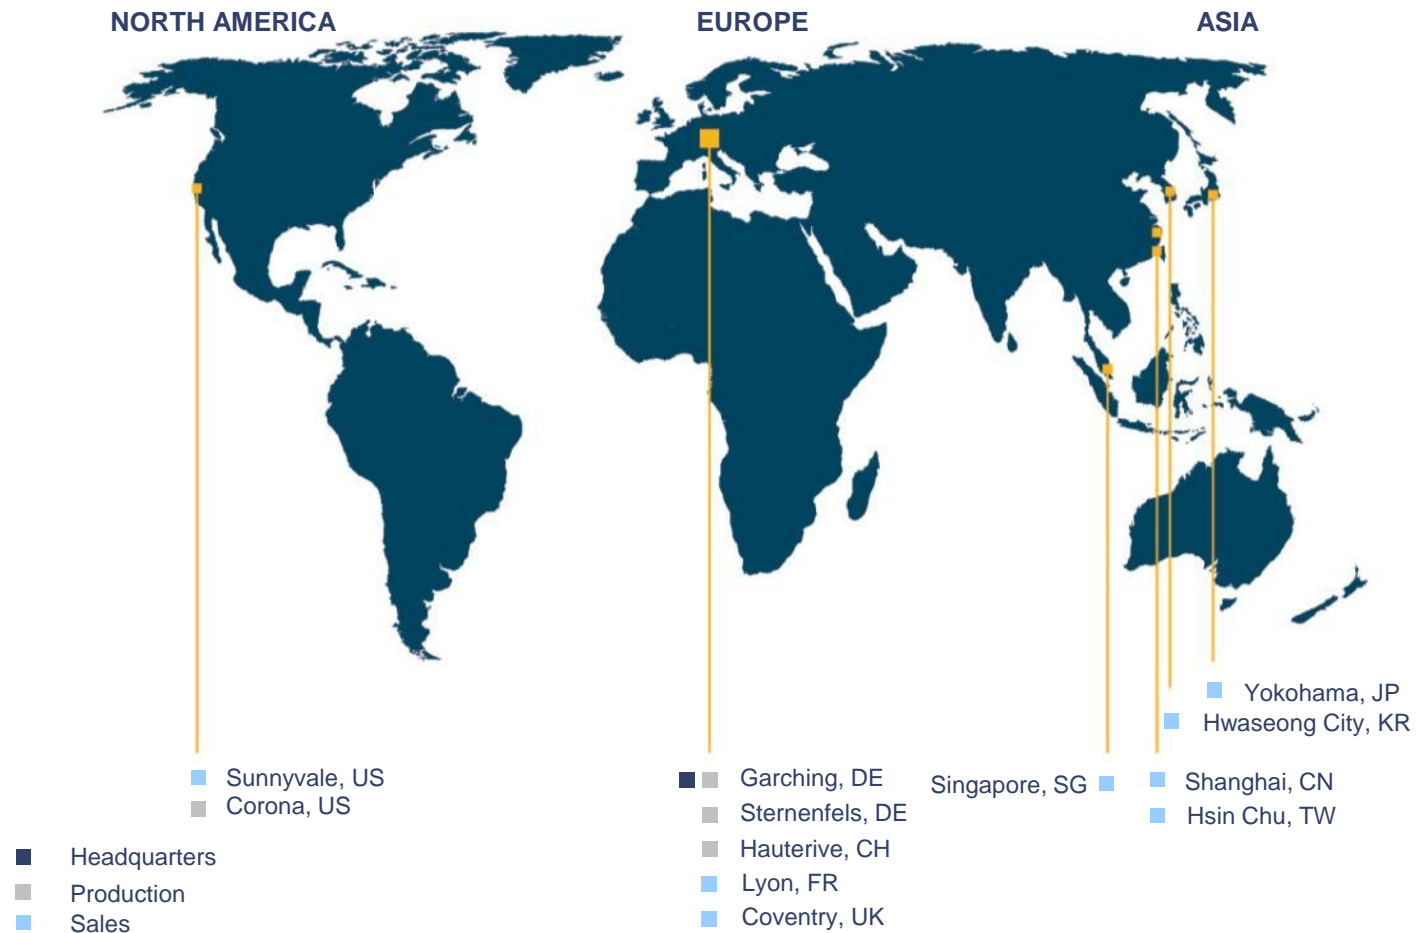 NORTH AMERICA
EUROPE
ASIA
Yokohama, JP
Hwaseong City, KR
Sunnyvale, US
Corona, US
Garching, DE
Sternenfels, DE
Hauterive, CH
Lyon, FR
Coventry, UK
Singapore, SG
Shanghai, CN
Hsin Chu, TW
Headquarters
Production
Sales